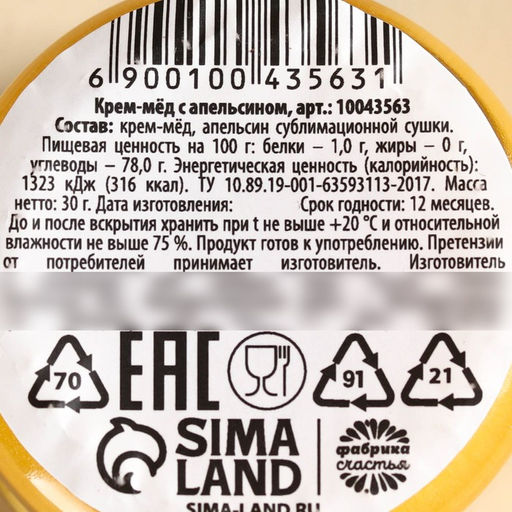 6 900100 435631
Крем-мёд с апельсином, арт.: 10043563
Состав: крем-мёд, апельсин сублимационной сушки.
Пищевая ценность на 100 г: белки – 1,0 г, жиры – 0 г,
углеводы – 78,0 г. Энергетическая ценность (калорийность):
1323 кДж (316 ккал). ТУ 10.89.19-001-63593113-2017. Масса
нетто: 30 г. Дата изготовления: Срок годности: 12 месяцев.
До и после вскрытия хранить при t не выше +20 °С и относительной
влажности не выше 75 %. Продукт готов к употреблению. Претензии
от потребителей принимает изготовитель. Изготовитель
70 EAC 91 21
SIMA LAND
фабрика счастья
SIMA-LAND.RU